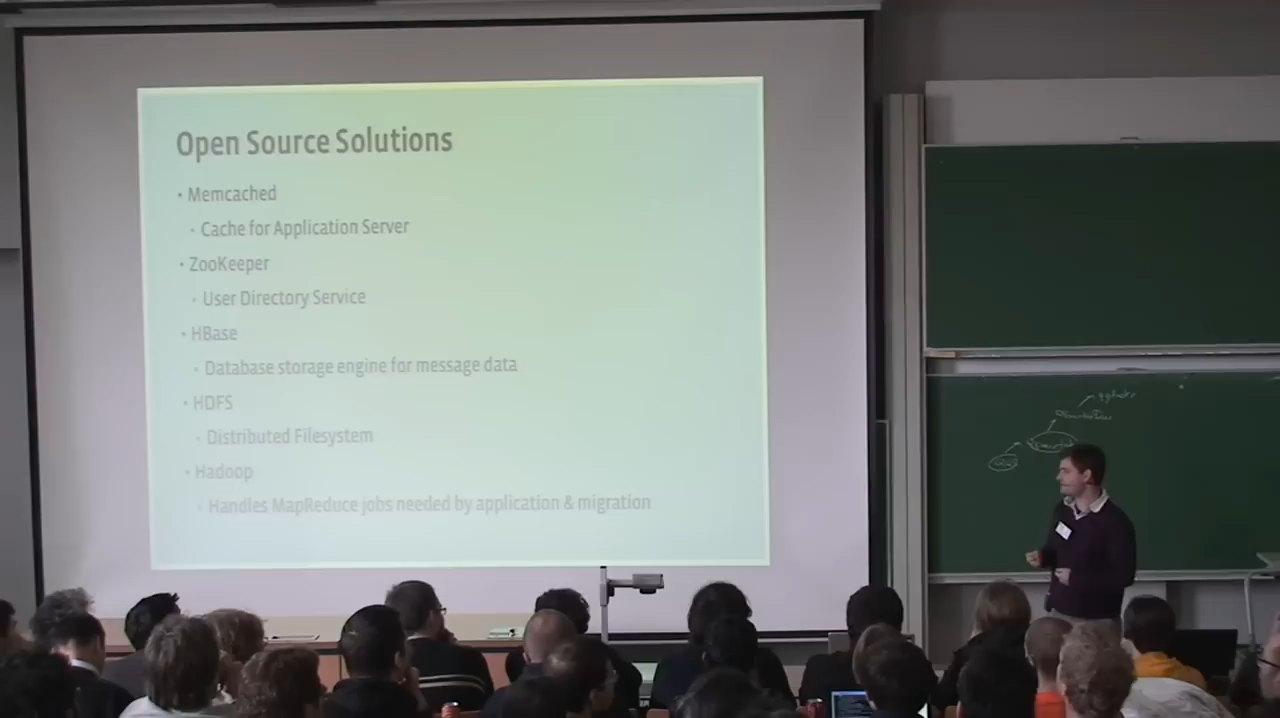 Open Source Solutions
• Memcached
• Cache for Application Server
• ZooKeeper
• User Directory Service
• HBase
• Database storage engine for message data
• HDFS
• Distributed Filesystem
• Hadoop
• Handles MapReduce jobs needed by application & migration